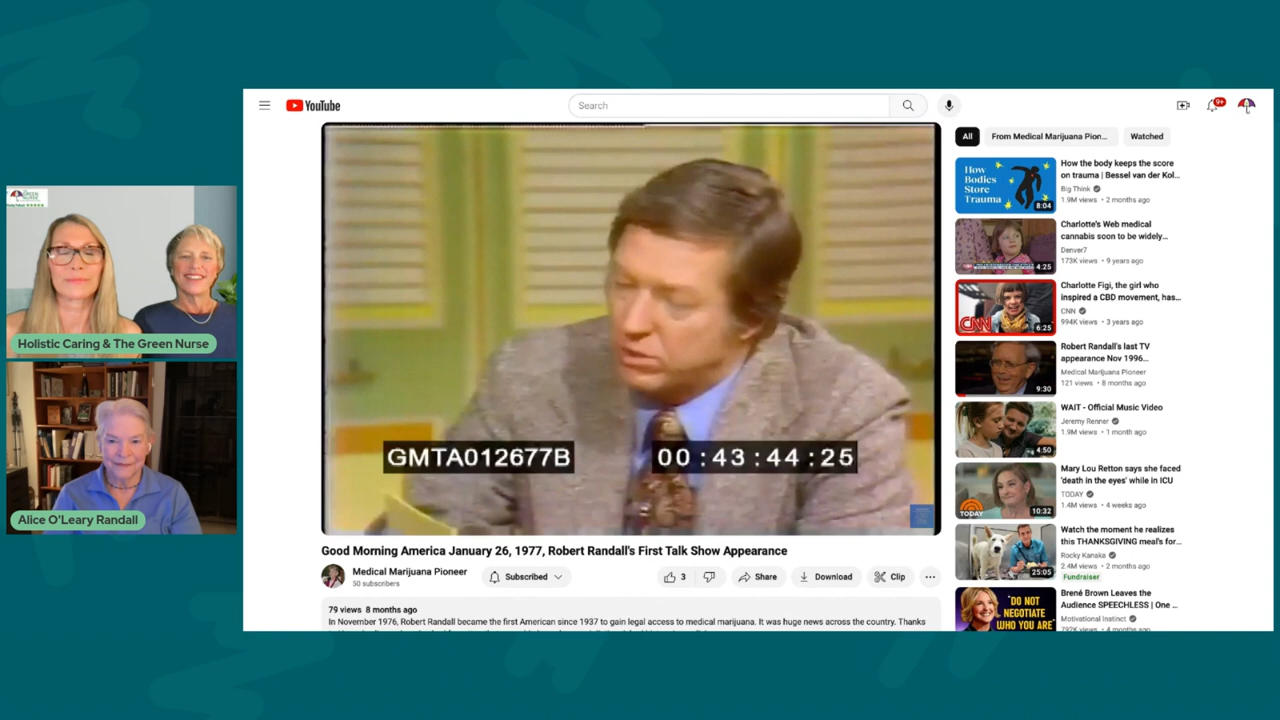 YouTube
Search
9+
GREEN NURSE
Holistic Caring & The Green Nurse
Alice O'Leary Randall
GMTA012677B
00:43:44:25
Good Morning America January 26, 1977, Robert Randall's First Talk Show Appearance
Medical Marijuana Pioneer
50 subscribers
Subscribed
3
Share
Download
Clip
79 views 8 months ago
In November 1976, Robert Randall became the first American since 1937 to gain legal access to medical marijuana. It was huge news across the country. Thanks
All
From Medical Marijuana Pion...
Watched
How Bodies Store Trauma
8:04
How the body keeps the score
on trauma | Bessel van der Kol...
Big Think
1.9M views • 2 months ago
4:25
Charlotte's Web medical
cannabis soon to be widely...
Denver7
173K views • 9 years ago
CNN
6:25
Charlotte Figi, the girl who
inspired a CBD movement, has...
CNN
994K views • 3 years ago
9:30
Robert Randall's last TV
appearance Nov 1996...
Medical Marijuana Pioneer
121 views • 8 months ago
4:50
WAIT - Official Music Video
Jeremy Renner
1.9M views • 1 month ago
TODAY
10:32
Mary Lou Retton says she faced
'death in the eyes' while in ICU
TODAY
1.4M views • 4 weeks ago
25:05
Watch the moment he realizes
this THANKSGIVING meal's for...
Rocky Kanaka
2.4M views • 2 months ago
Fundraiser
"DO NOT
NEGOTIATE
WHO YOU ARE
Brené Brown Leaves the
Audience SPEECHLESS | One ...
Motivational Instinct
792K views • 4 months ago